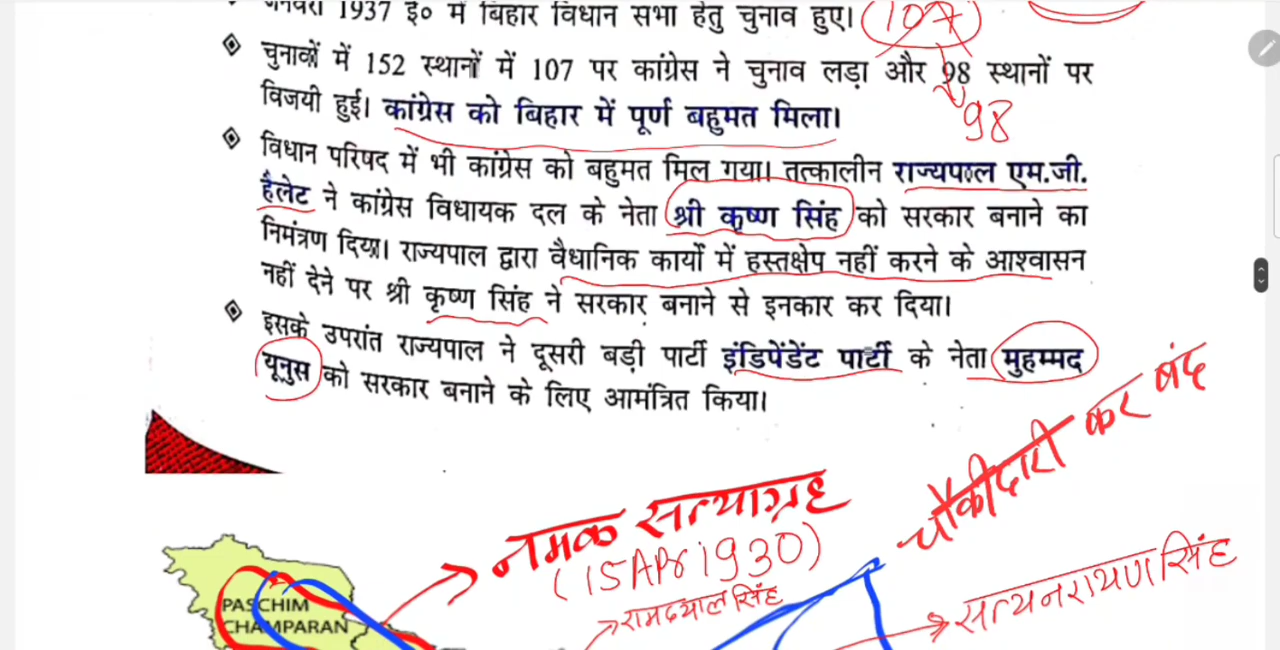 जनवरी 1937 ई० में बिहार विधान सभा हेतु चुनाव हुए। 107
चुनावों में 152 स्थानों में 107 पर कांग्रेस ने चुनाव लड़ा और 98 स्थानों पर
विजयी हुई। कांग्रेस को बिहार में पूर्ण बहुमत मिला।
98
विधान परिषद में भी कांग्रेस को बहुमत मिल गया। तत्कालीन राज्यपाल एम.जी.
हैलेट ने कांग्रेस विधायक दल के नेता श्री कृष्ण सिंह को सरकार बनाने का
निमंत्रण दिया। राज्यपाल द्वारा वैधानिक कार्यों में हस्तक्षेप नहीं करने के आश्वासन
नहीं देने पर श्री कृष्ण सिंह ने सरकार बनाने से इनकार कर दिया।
इसके उपरांत राज्यपाल ने दूसरी बड़ी पार्टी इंडिपेंडेंट पार्टी के नेता मुहम्मद
यूनुस को सरकार बनाने के लिए आमंत्रित किया।
चौकीदारी कर बंद
नमक सत्याग्रह
(15 Apr 1930)
रामदयाल सिंह
सत्यनारायण सिंह
PASCHIM
CHAMPARAN